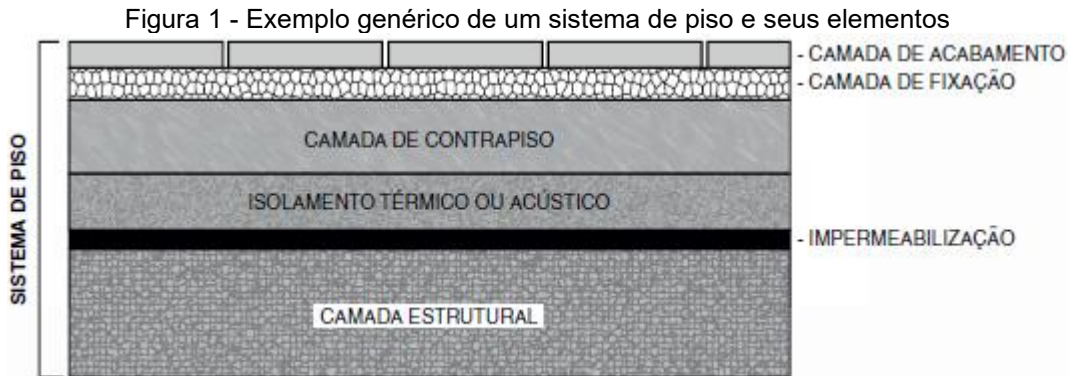 Figura 1 - Exemplo genérico de um sistema de piso e seus elementos
- CAMADA DE ACABAMENTO
- CAMADA DE FIXAÇÃO
CAMADA DE CONTRAPISO
ISOLAMENTO TÉRMICO OU ACÚSTICO
- IMPERMEABILIZAÇÃO
CAMADA ESTRUTURAL
SISTEMA DE PISO